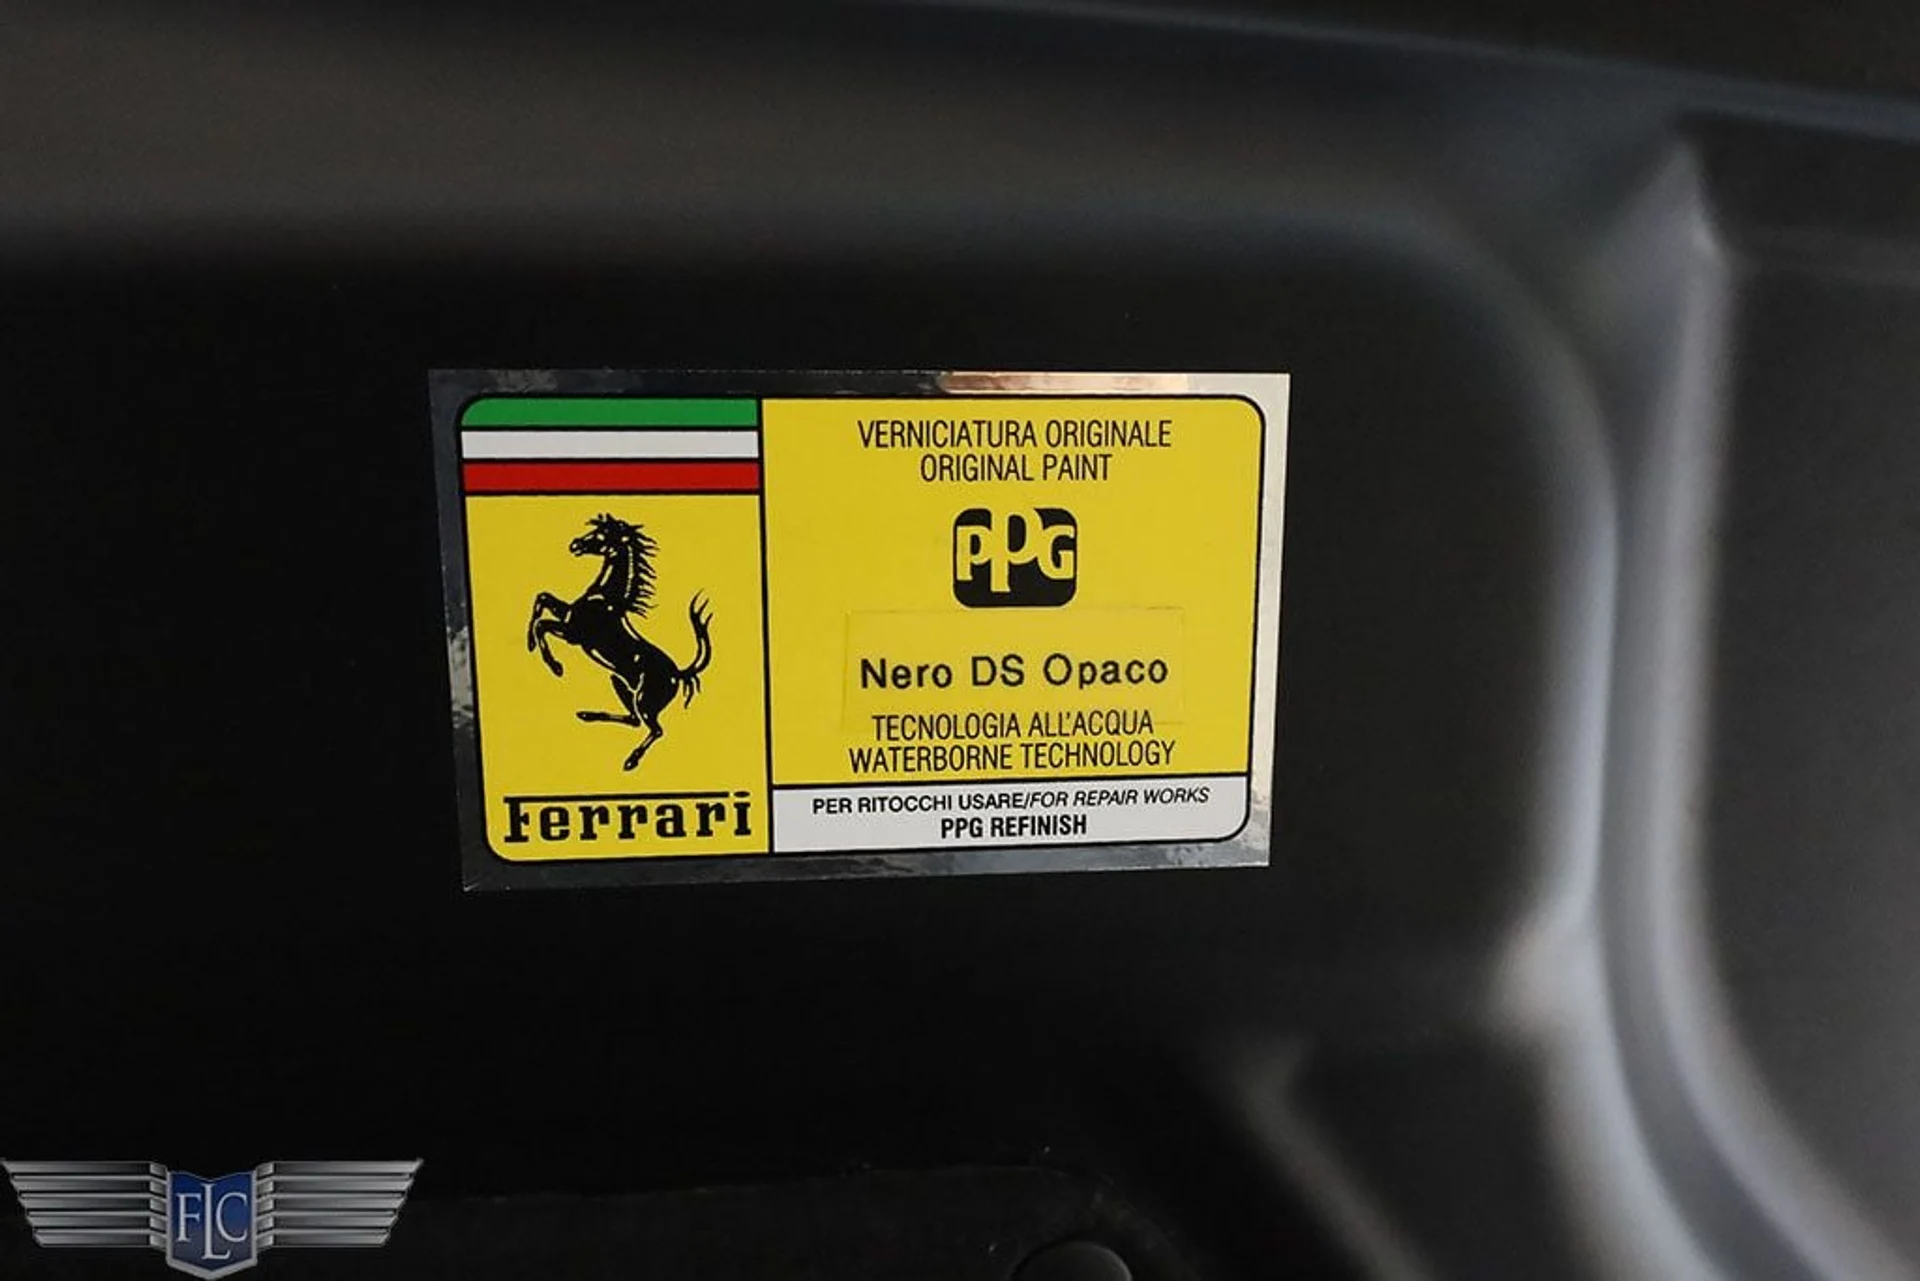 VERNICIATURA ORIGINALE
ORIGINAL PAINT
PPG
Nero DS Opaco
TECNOLOGIA ALL'ACQUA
WATERBORNE TECHNOLOGY
Ferrari
PER RITOCCHI USARE/FOR REPAIR WORKS
PPG REFINISH
FLC